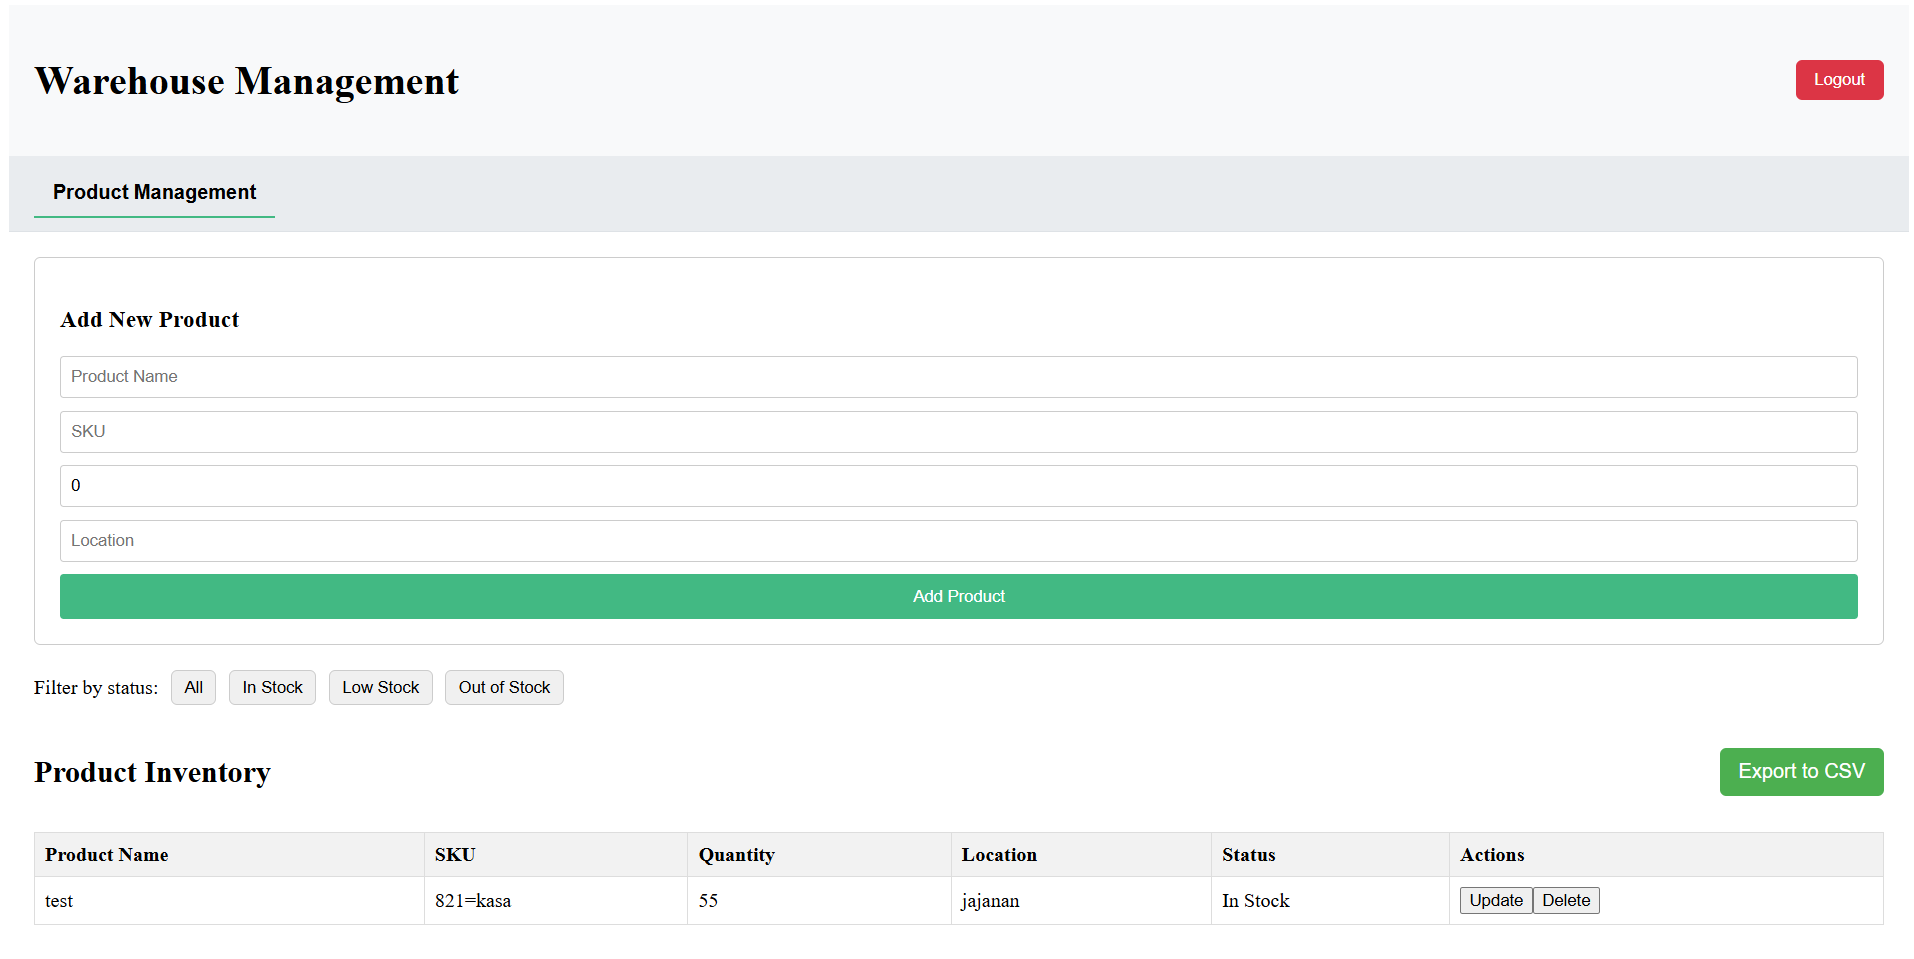 Warehouse Management
Logout
Product Management
Add New Product
Product Name
SKU
0
Location
Add Product
Filter by status: All In Stock Low Stock Out of Stock
Product Inventory
Export to CSV
Product Name SKU Quantity Location Status Actions
test 821=kasa 55 jajanan In Stock Update Delete